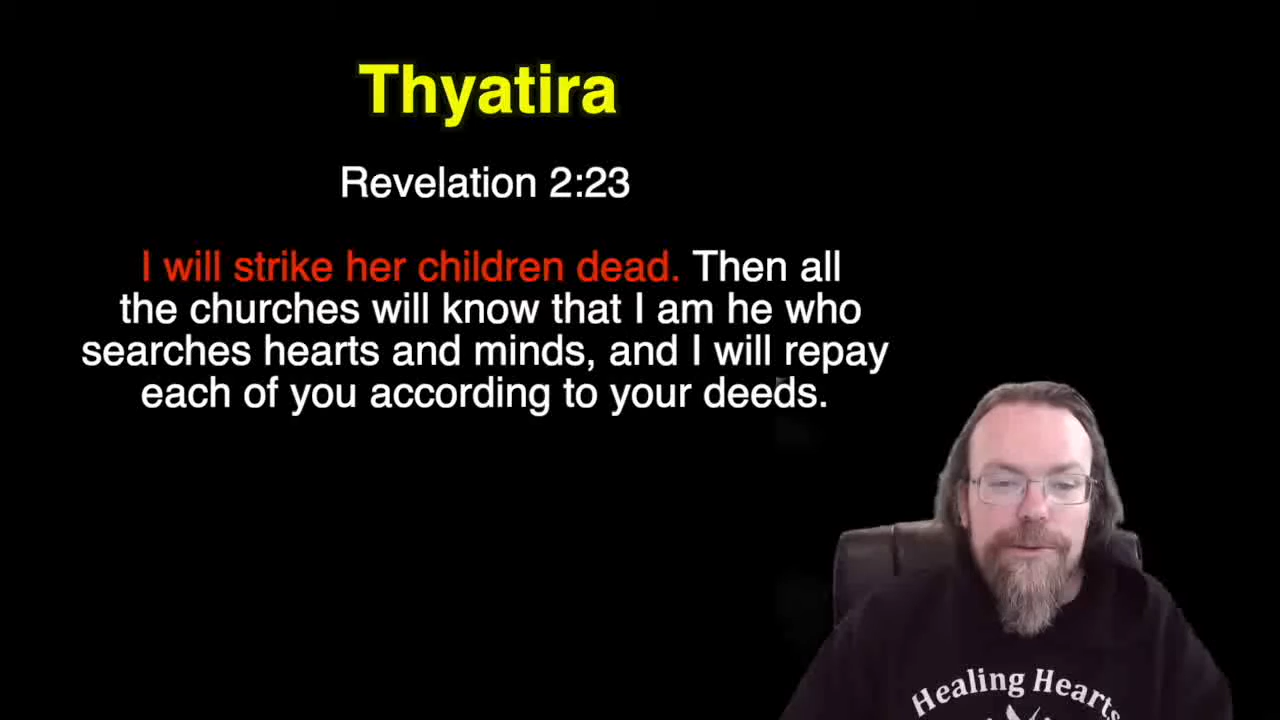 Thyatira
Revelation 2:23
I will strike her children dead. Then all
the churches will know that I am he who
searches hearts and minds, and I will repay
each of you according to your deeds.
Healing Hearts